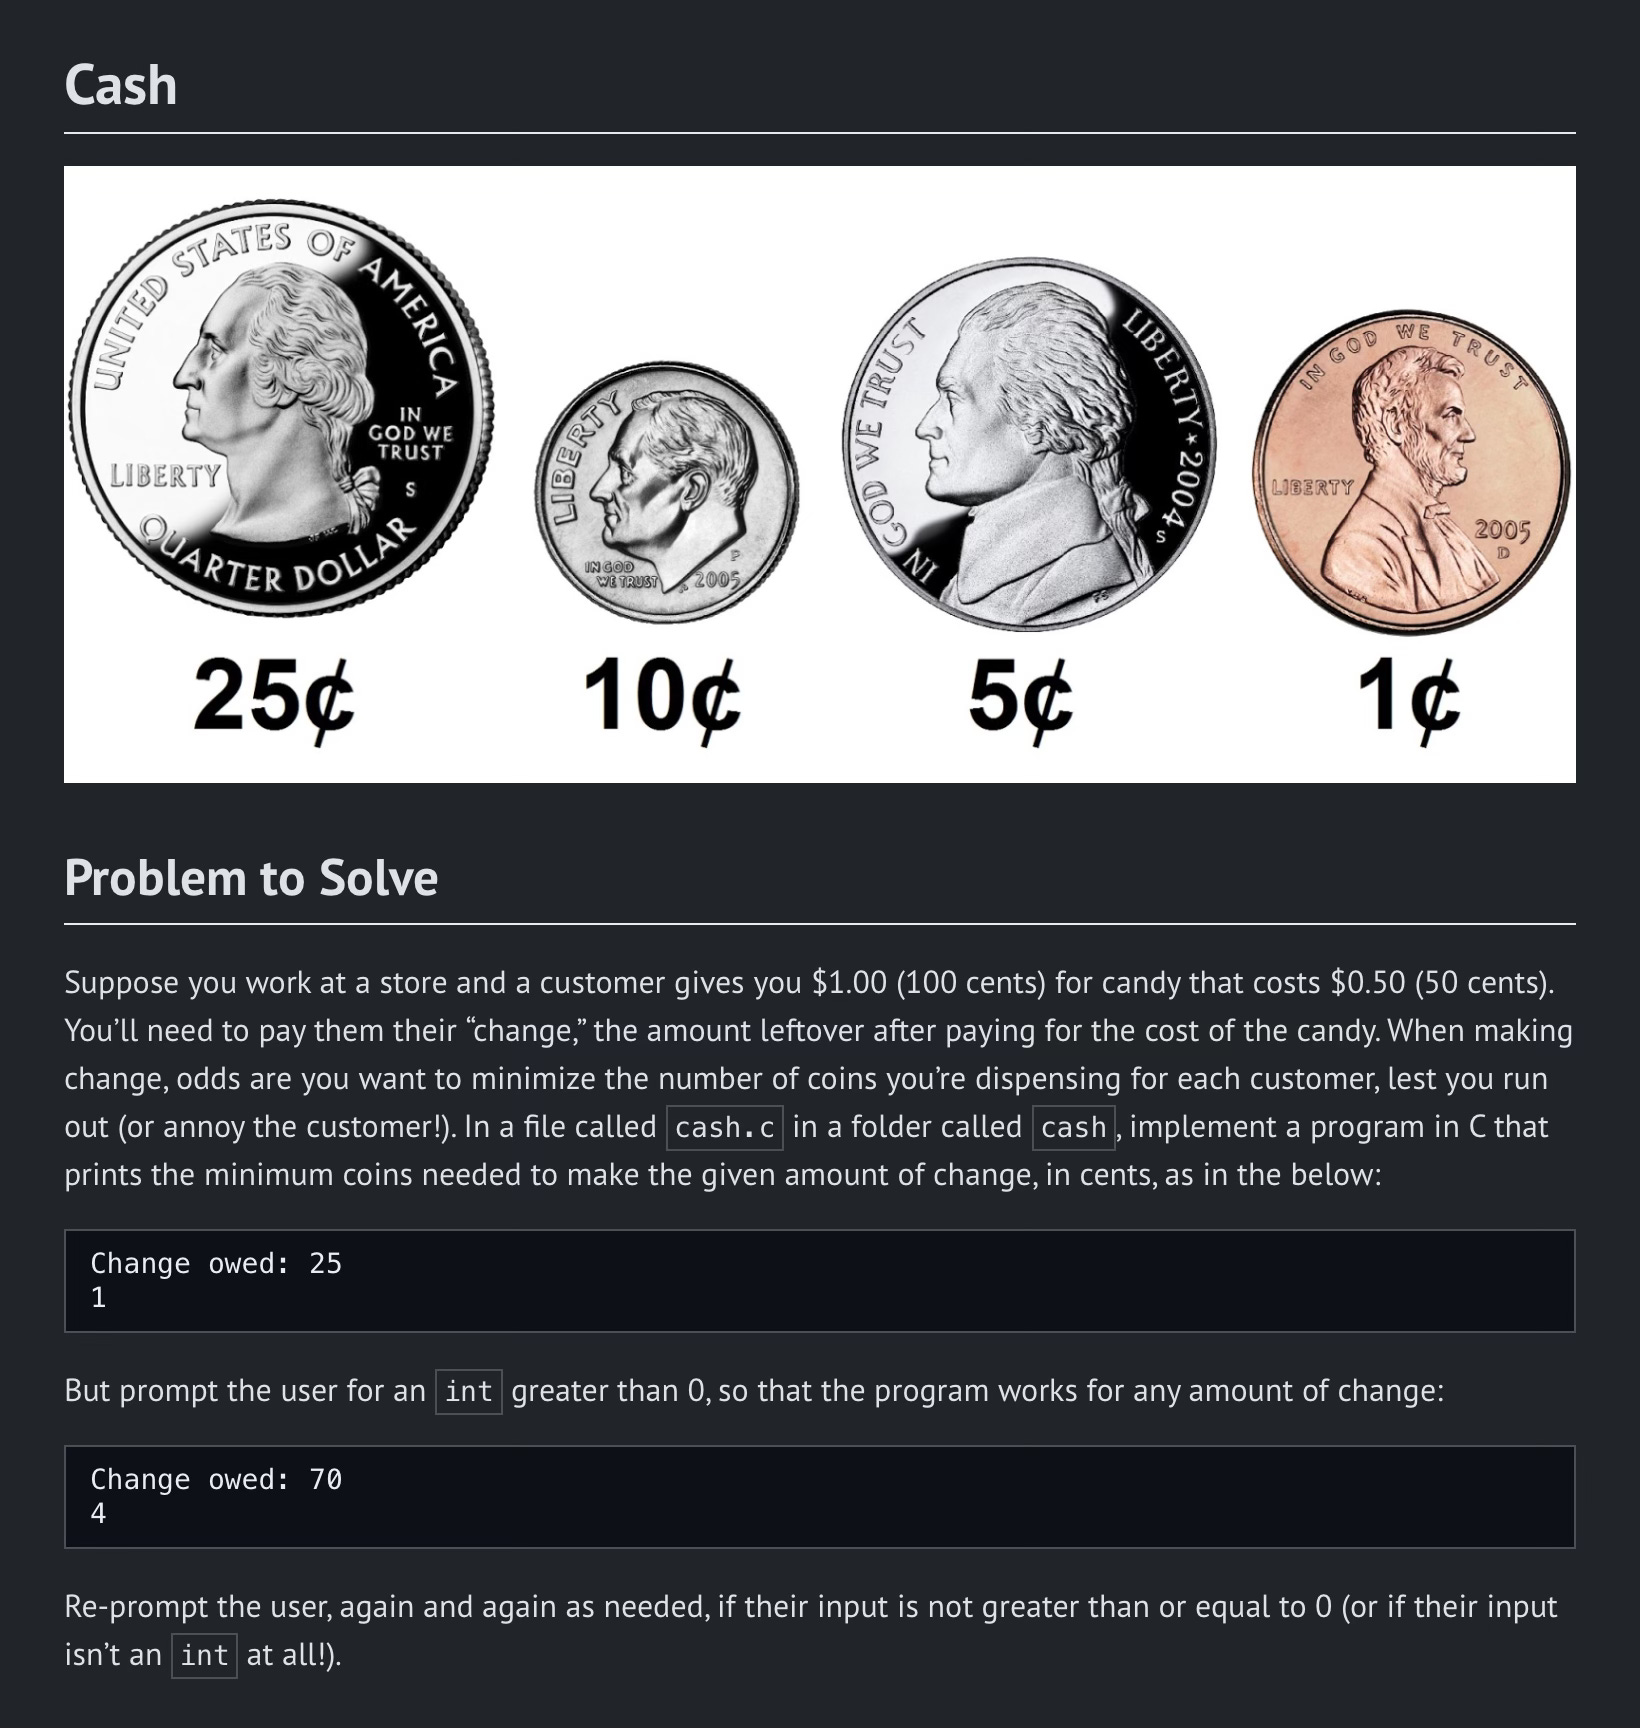 Cash
UNITED STATES OF AMERICA
IN
GOD WE
TRUST
LIBERTY
S
QUARTER DOLLAR
LIBERTY
IN GOD
WE TRUST
P
2005
IN GOD WE TRUST
LIBERTY★2004
S
FS
IN GOD WE TRUST
LIBERTY
2005
D
25¢ 10¢ 5¢ 1¢
Problem to Solve
Suppose you work at a store and a customer gives you $1.00 (100 cents) for candy that costs $0.50 (50 cents).
You’ll need to pay them their “change,” the amount leftover after paying for the cost of the candy. When making
change, odds are you want to minimize the number of coins you’re dispensing for each customer, lest you run
out (or annoy the customer!). In a file called cash.c in a folder called cash, implement a program in C that
prints the minimum coins needed to make the given amount of change, in cents, as in the below:
Change owed: 25
1
But prompt the user for an int greater than 0, so that the program works for any amount of change:
Change owed: 70
4
Re-prompt the user, again and again as needed, if their input is not greater than or equal to 0 (or if their input
isn’t an int at all!).